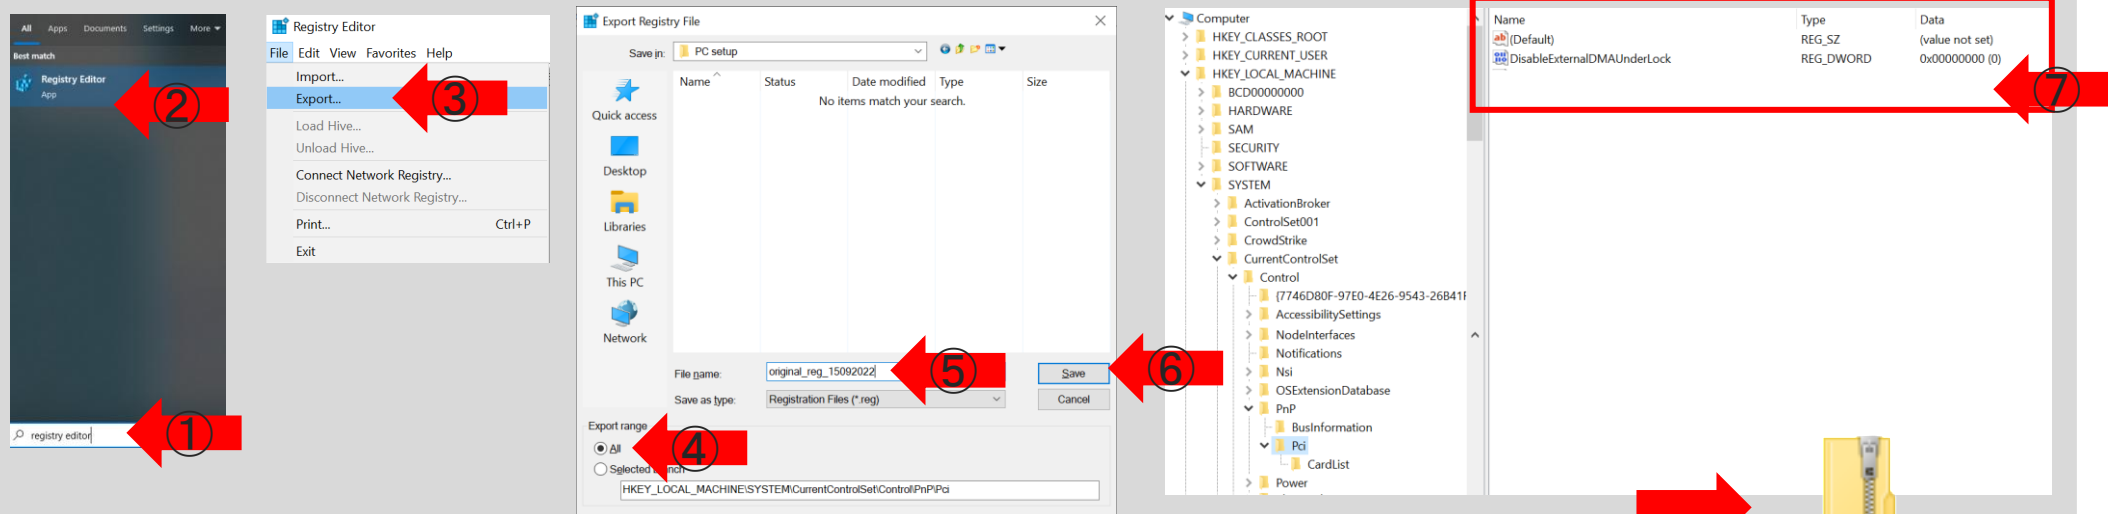 All Apps Documents Settings More
Best match
Registry Editor
App
②
registry editor
①
Registry Editor
File Edit View Favorites Help
Import...
Export...
③
Load Hive...
Unload Hive...
Connect Network Registry...
Disconnect Network Registry...
Print... Ctrl+P
Exit
Export Registry File
Save in: PC setup
Name Status Date modified Type Size
No items match your search.
Quick access
Desktop
Libraries
This PC
Network
File name: original_reg_15092022
⑤
Save
⑥
Save as type: Registration Files (*.reg)
Cancel
Export range
All
④
Selected
HKEY_LOCAL_MACHINE\SYSTEM\CurrentControlSet\Control\PnP\Pci
Computer
HKEY_CLASSES_ROOT
HKEY_CURRENT_USER
HKEY_LOCAL_MACHINE
BCD00000000
HARDWARE
SAM
SECURITY
SOFTWARE
SYSTEM
ActivationBroker
ControlSet001
CrowdStrike
CurrentControlSet
Control
{7746D80F-97E0-4E26-9543-26B41F
AccessibilitySettings
NodeInterfaces
Notifications
Nsi
OSExtensionDatabase
PnP
BusInformation
Pci
CardList
Power
Name Type Data
(Default) REG_SZ (value not set)
DisableExternalDMAUnderLock REG_DWORD 0x00000000 (0)
⑦